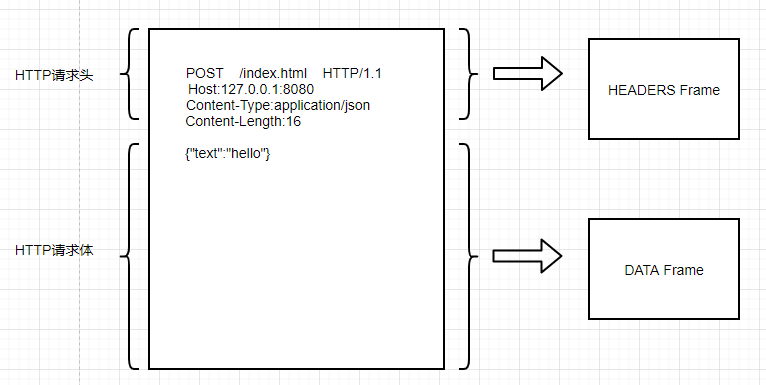 HTTP请求头
POST /index.html HTTP/1.1
Host:127.0.0.1:8080
Content-Type:application/json
Content-Length:16
{"text":"hello"}
HEADERS Frame
HTTP请求体
DATA Frame